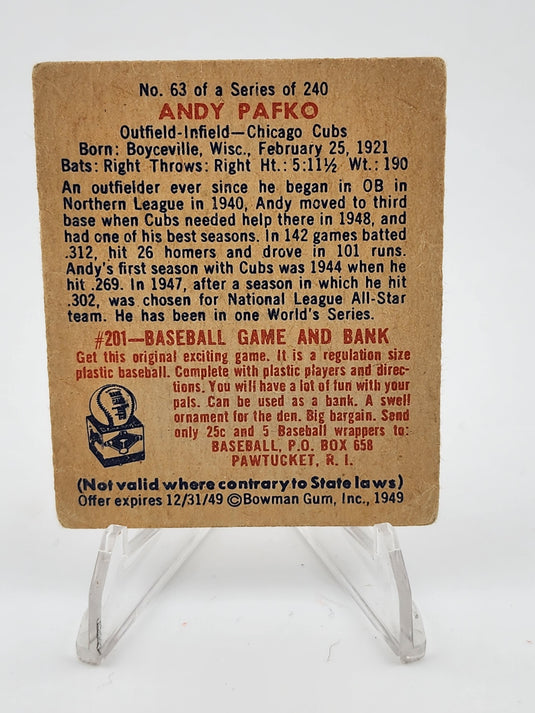 No. 63 of a Series of 240
ANDY PAFKO
Outfield-Infield—Chicago Cubs
Born: Boyceville, Wisc., February 25, 1921
Bats: Right Throws: Right Ht.: 5:11½ Wt.: 190
An outfielder ever since he began in OB in
Northern League in 1940, Andy moved to third
base when Cubs needed help there in 1948, and
had one of his best seasons. In 142 games batted
.312, hit 26 homers and drove in 101 runs.
Andy's first season with Cubs was 1944 when he
hit .269. In 1947, after a season in which he hit
.302, was chosen for National League All-Star
team. He has been in one World's Series.
#201—BASEBALL GAME AND BANK
Get this original exciting game. It is a regulation size
plastic baseball. Complete with plastic players and direc-
tions. You will have a lot of fun with your
pals. Can be used as a bank. A swell
ornament for the den. Big bargain. Send
only 25c and 5 Baseball wrappers to:
BASEBALL, P.O. BOX 658
PAWTUCKET, R. I.
(Not valid where contrary to State laws)
Offer expires 12/31/49 ©Bowman Gum, Inc., 1949